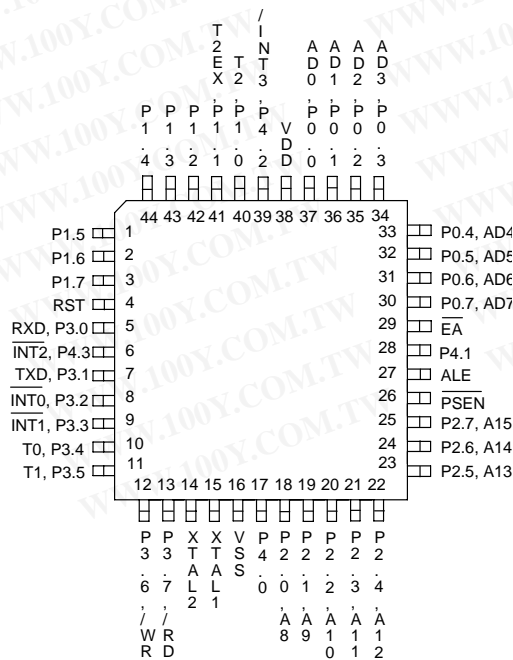 P1.4
P1.3
P1.2
T2EX,P1.1
T2,P1.0
/INT3,P4.2
VDD
AD0,P0.0
AD1,P0.1
AD2,P0.2
AD3,P0.3
44 43 42 41 40 39 38 37 36 35 34
P1.5 1
P1.6 2
P1.7 3
RST 4
RXD, P3.0 5
INT2, P4.3 6
TXD, P3.1 7
INT0, P3.2 8
INT1, P3.3 9
T0, P3.4 10
T1, P3.5 11
33 P0.4, AD4
32 P0.5, AD5
31 P0.6, AD6
30 P0.7, AD7
29 EA
28 P4.1
27 ALE
26 PSEN
25 P2.7, A15
24 P2.6, A14
23 P2.5, A13
12 13 14 15 16 17 18 19 20 21 22
P3.6,/WR
P3.7,/RD
XTAL2
XTAL1
VSS
P4.0
P2.0,A8
P2.1,A9
P2.2,A10
P2.3,A11
P2.4,A12
WWW.100Y.COM.TW